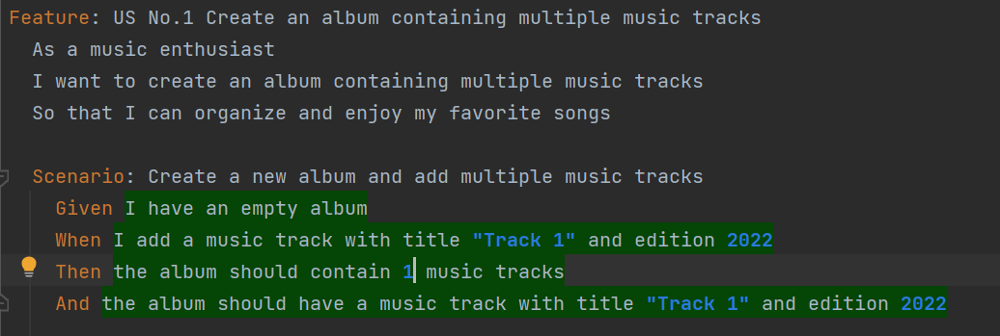 Feature: US No.1 Create an album containing multiple music tracks
As a music enthusiast
I want to create an album containing multiple music tracks
So that I can organize and enjoy my favorite songs
Scenario: Create a new album and add multiple music tracks
Given I have an empty album
When I add a music track with title "Track 1" and edition 2022
Then the album should contain 1 music tracks
And the album should have a music track with title "Track 1" and edition 2022